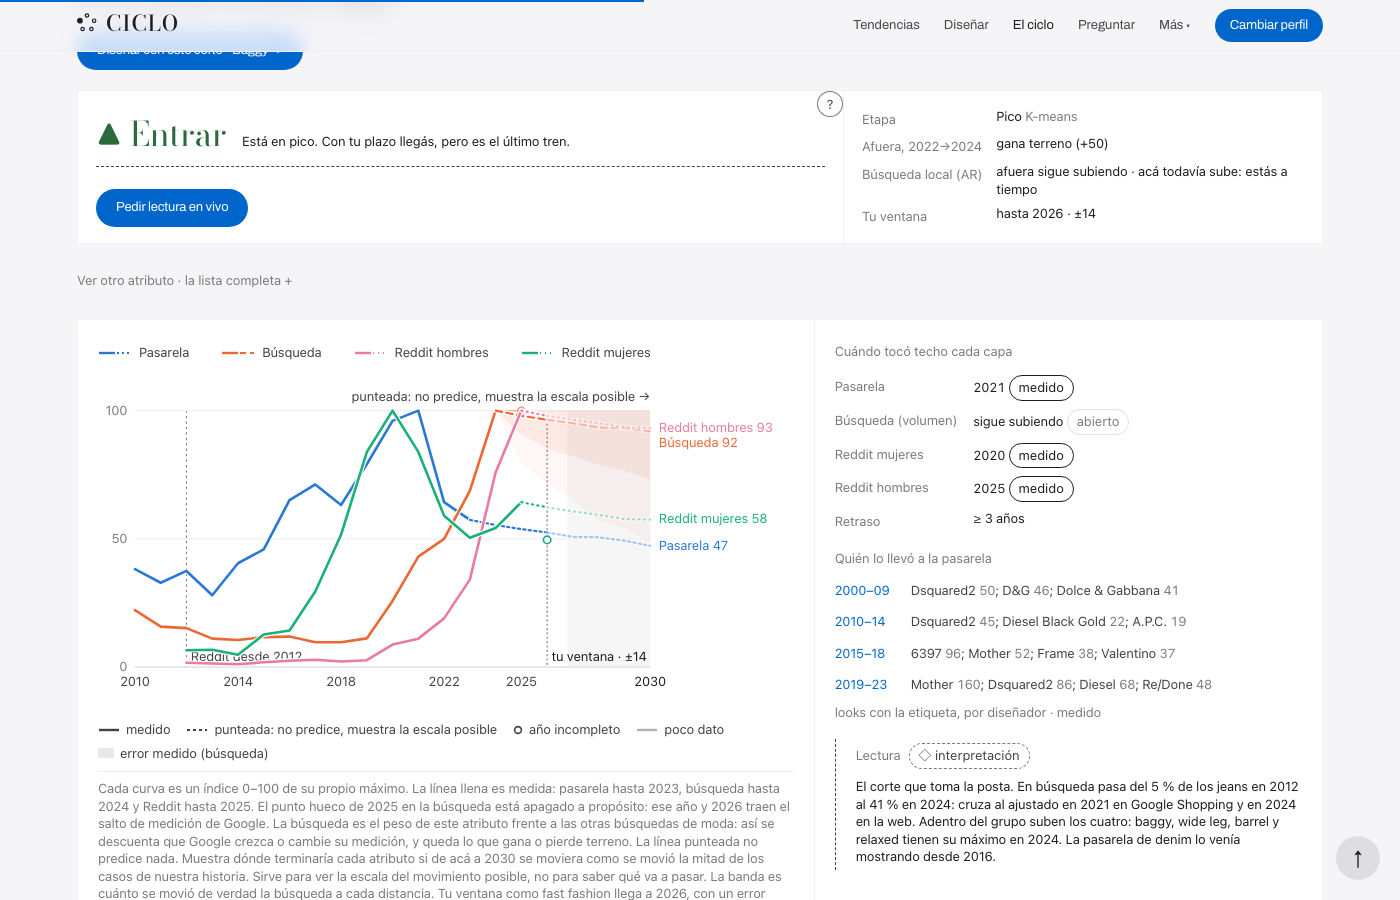 CICLO
Tendencias
Diseñar
El ciclo
Preguntar
Más
Cambiar perfil
?
Entrar
Está en pico. Con tu plazo llegás, pero es el último tren.
Pedir lectura en vivo
Etapa
Pico K-means
Afuera, 2022→2024
gana terreno (+50)
Búsqueda local (AR)
afuera sigue subiendo · acá todavía sube: estás a
tiempo
Tu ventana
hasta 2026 · ±14
Ver otro atributo · la lista completa +
Pasarela
Búsqueda
Reddit hombres
Reddit mujeres
punteada: no predice, muestra la escala posible →
100
50
0
Reddit hombres 93
Búsqueda 92
Reddit mujeres 58
Pasarela 47
Reddit desde 2012
tu ventana · ±14
2010
2014
2018
2022
2025
2030
medido
punteada: no predice, muestra la escala posible
año incompleto
poco dato
error medido (búsqueda)
Cada curva es un índice 0–100 de su propio máximo. La línea llena es medida: pasarela hasta 2023, búsqueda hasta
2024 y Reddit hasta 2025. El punto hueco de 2025 en la búsqueda está apagado a propósito: ese año y 2026 traen el
salto de medición de Google. La búsqueda es el peso de este atributo frente a las otras búsquedas de moda: así se
descuenta que Google crezca o cambie su medición, y queda lo que gana o pierde terreno. La línea punteada no
predice nada. Muestra dónde terminaría cada atributo si de acá a 2030 se moviera como se movió la mitad de los
casos de nuestra historia. Sirve para ver la escala del movimiento posible, no para saber qué va a pasar. La banda es
cuánto se movió de verdad la búsqueda a cada distancia. Tu ventana como fast fashion llega a 2026, con un error
Cuándo tocó techo cada capa
Pasarela
2021 medido
Búsqueda (volumen)
sigue subiendo abierto
Reddit mujeres
2020 medido
Reddit hombres
2025 medido
Retraso
≥ 3 años
Quién lo llevó a la pasarela
2000–09 Dsquared2 50; D&G 46; Dolce & Gabbana 41
2010–14 Dsquared2 45; Diesel Black Gold 22; A.P.C. 19
2015–18 6397 96; Mother 52; Frame 38; Valentino 37
2019–23 Mother 160; Dsquared2 86; Diesel 68; Re/Done 48
looks con la etiqueta, por diseñador · medido
Lectura ◇ interpretación
El corte que toma la posta. En búsqueda pasa del 5 % de los jeans en 2012
al 41 % en 2024: cruza al ajustado en 2021 en Google Shopping y en 2024
en la web. Adentro del grupo suben los cuatro: baggy, wide leg, barrel y
relaxed tienen su máximo en 2024. La pasarela de denim lo venía
mostrando desde 2016.
↑